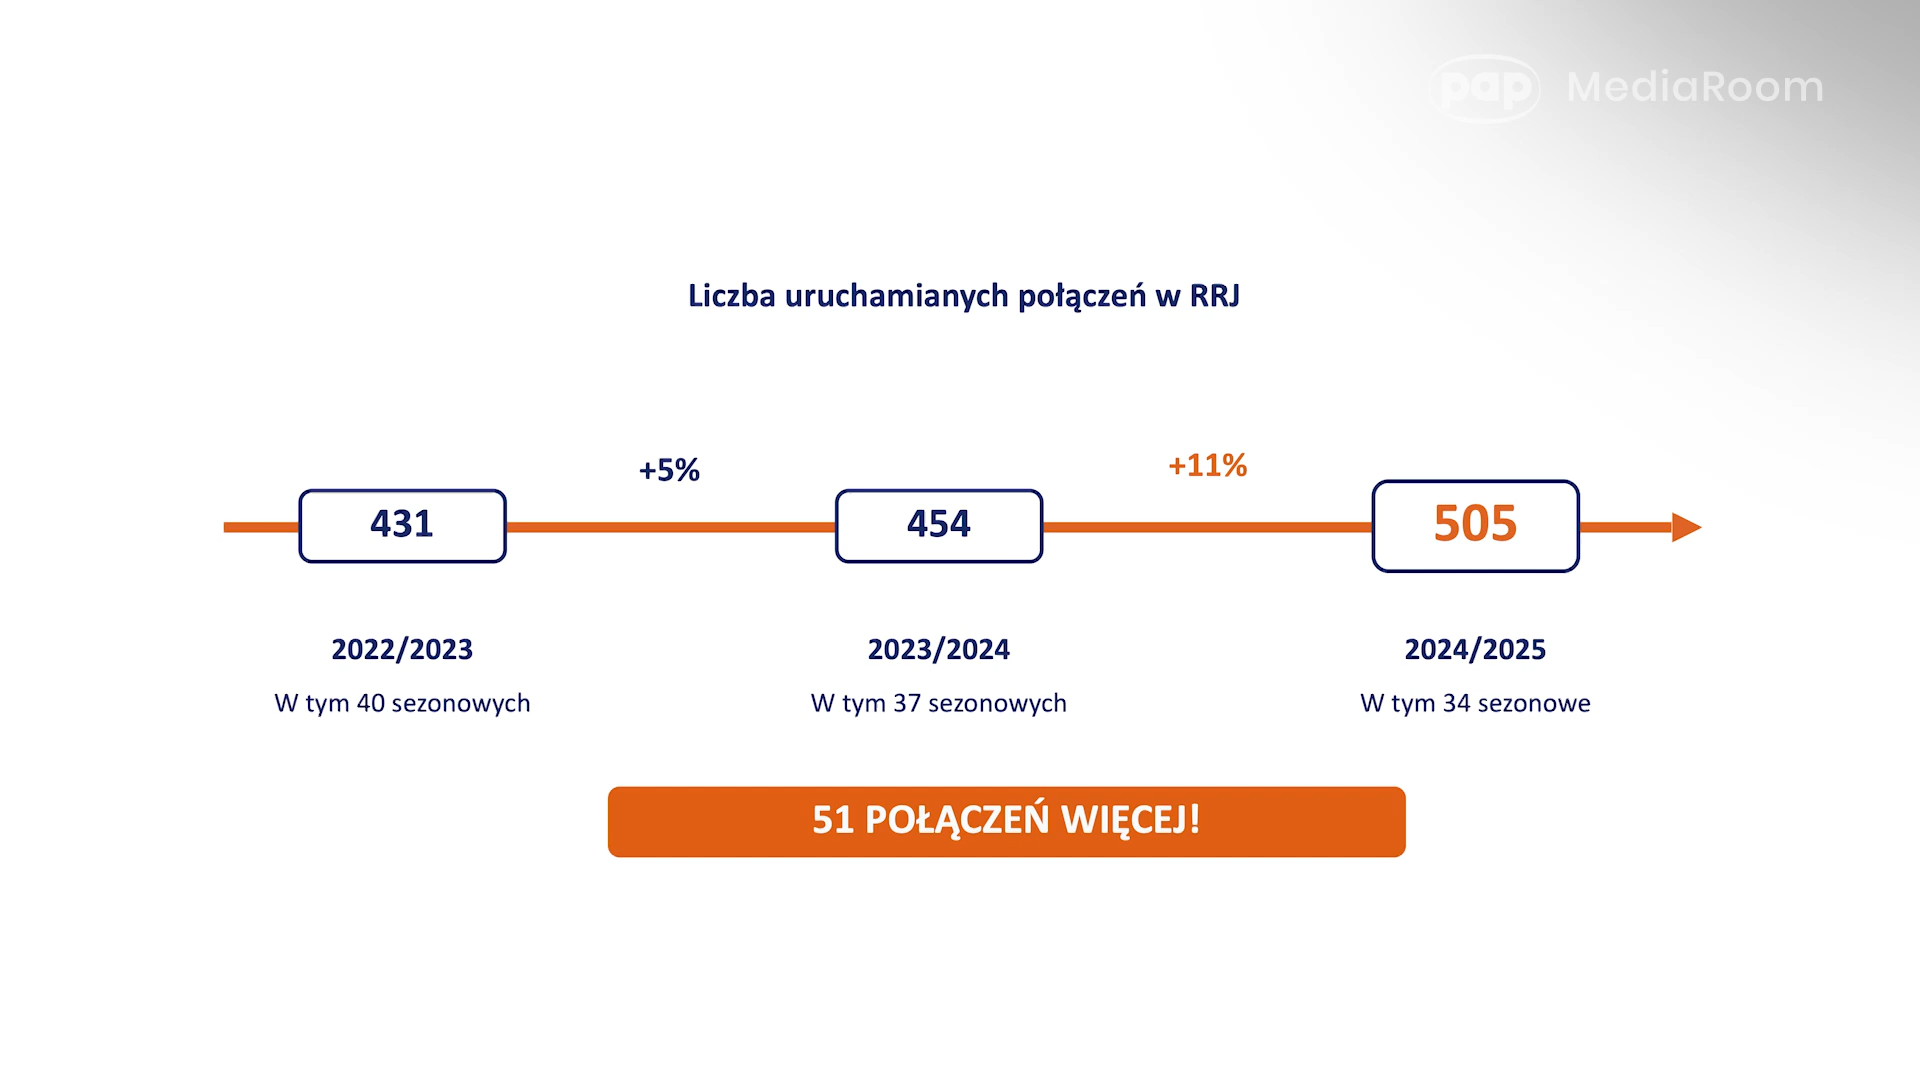 pap MediaRoom
Liczba uruchamianych połączeń w RRJ
+5%
+11%
431
454
505
2022/2023
2023/2024
2024/2025
W tym 40 sezonowych
W tym 37 sezonowych
W tym 34 sezonowe
51 POŁĄCZEŃ WIĘCEJ!